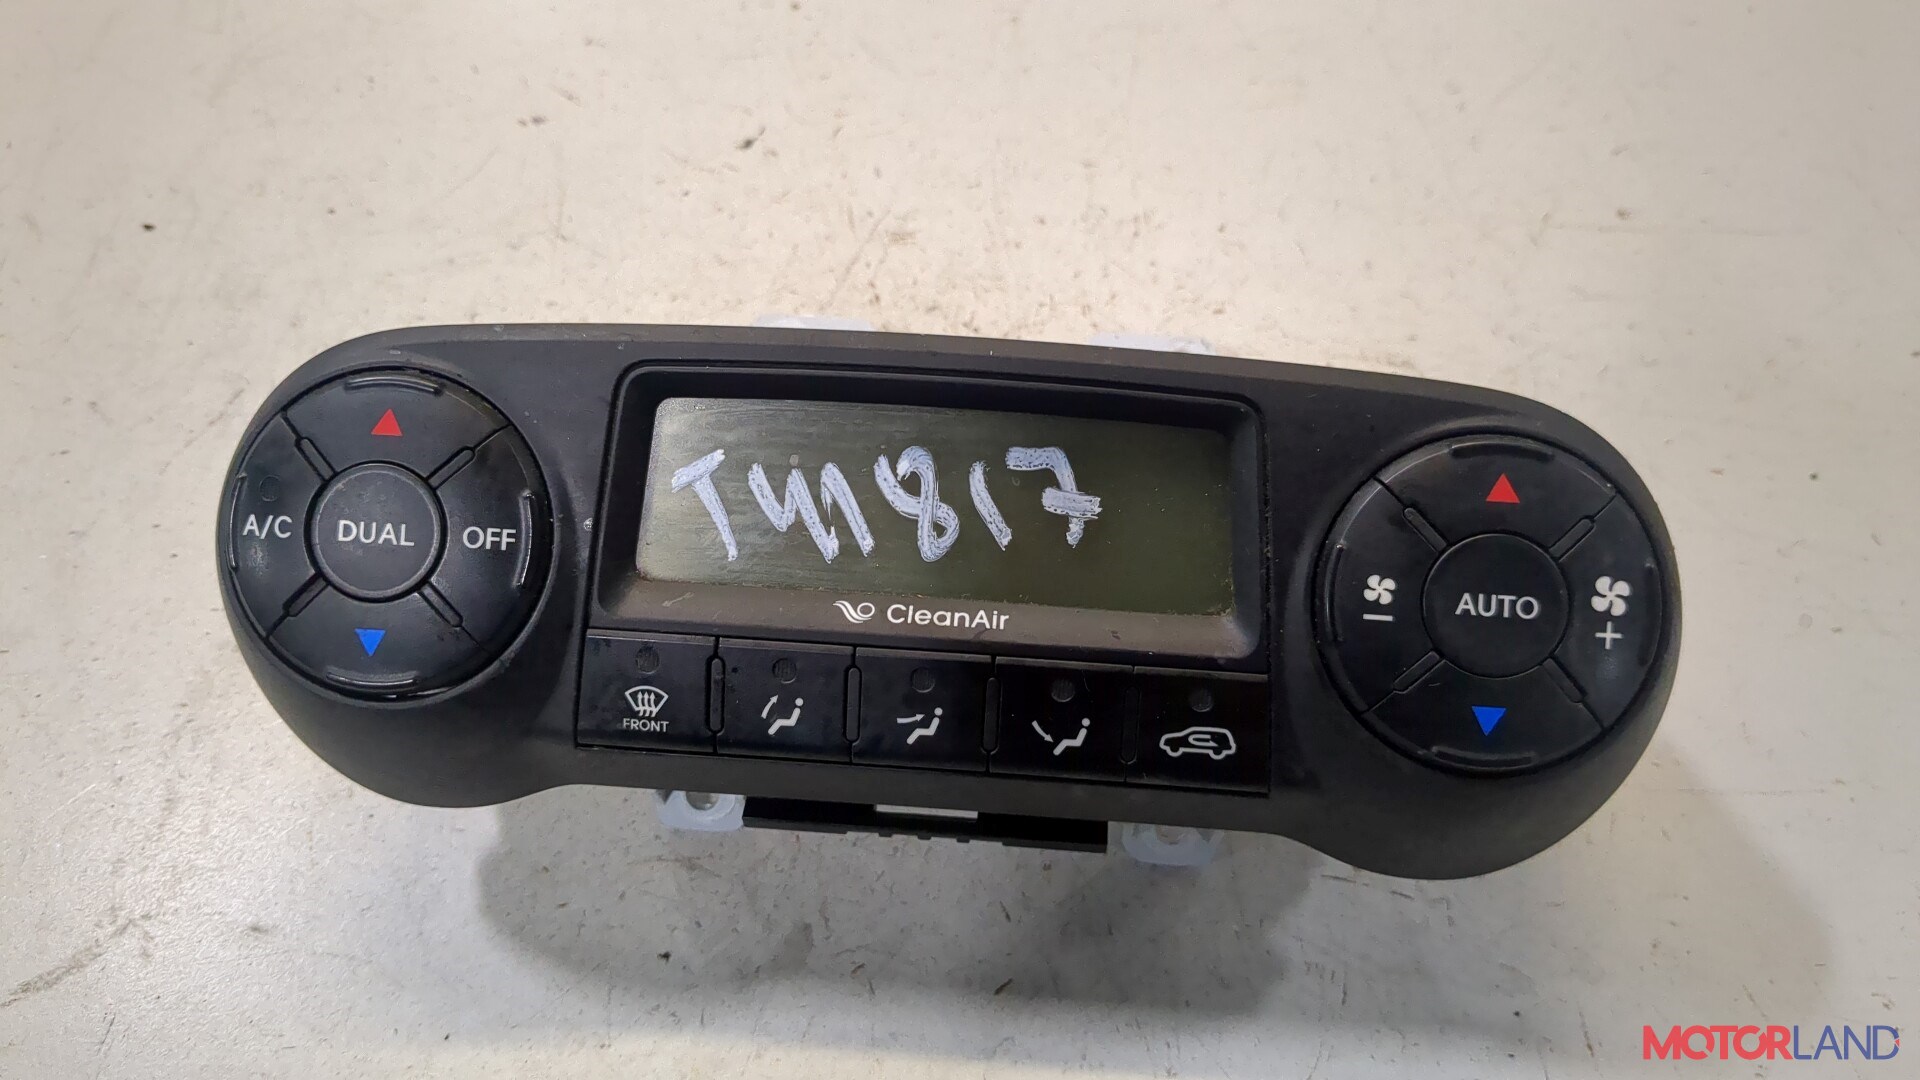 T41817
A/C DUAL OFF
CleanAir
AUTO
FRONT
MOTORLAND